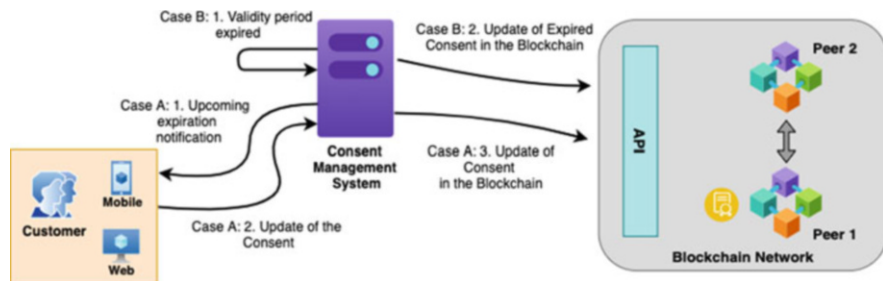 Case B: 1. Validity period
expired
Case B: 2. Update of Expired
Consent in the Blockchain
Peer 2
Case A: 1. Upcoming
expiration
notification
API
Consent
Management
System
Case A: 3. Update of
Consent
in the Blockchain
Mobile
Customer
Case A: 2. Update of the
Consent
Web
Peer 1
Blockchain Network